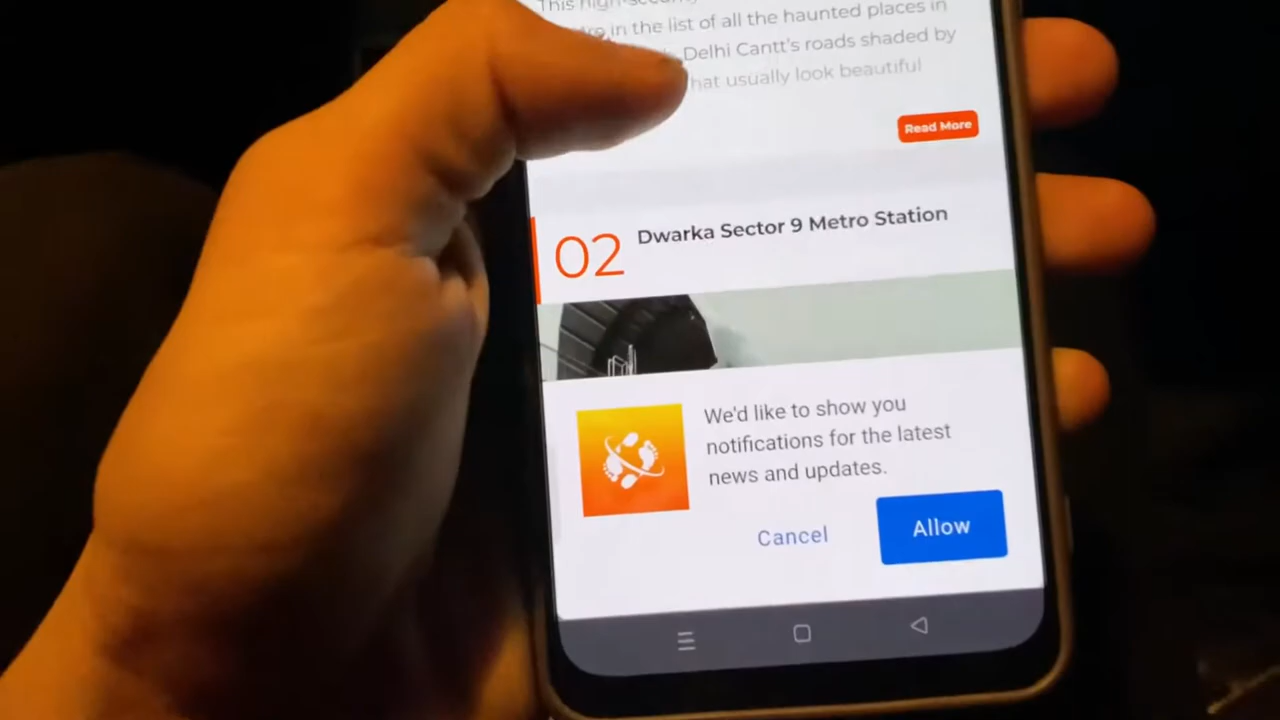 This high-security
in the list of all the haunted places in
Delhi Cantt's roads shaded by
that usually look beautiful
Read More
02
Dwarka Sector 9 Metro Station
We'd like to show you
notifications for the latest
news and updates.
Cancel
Allow